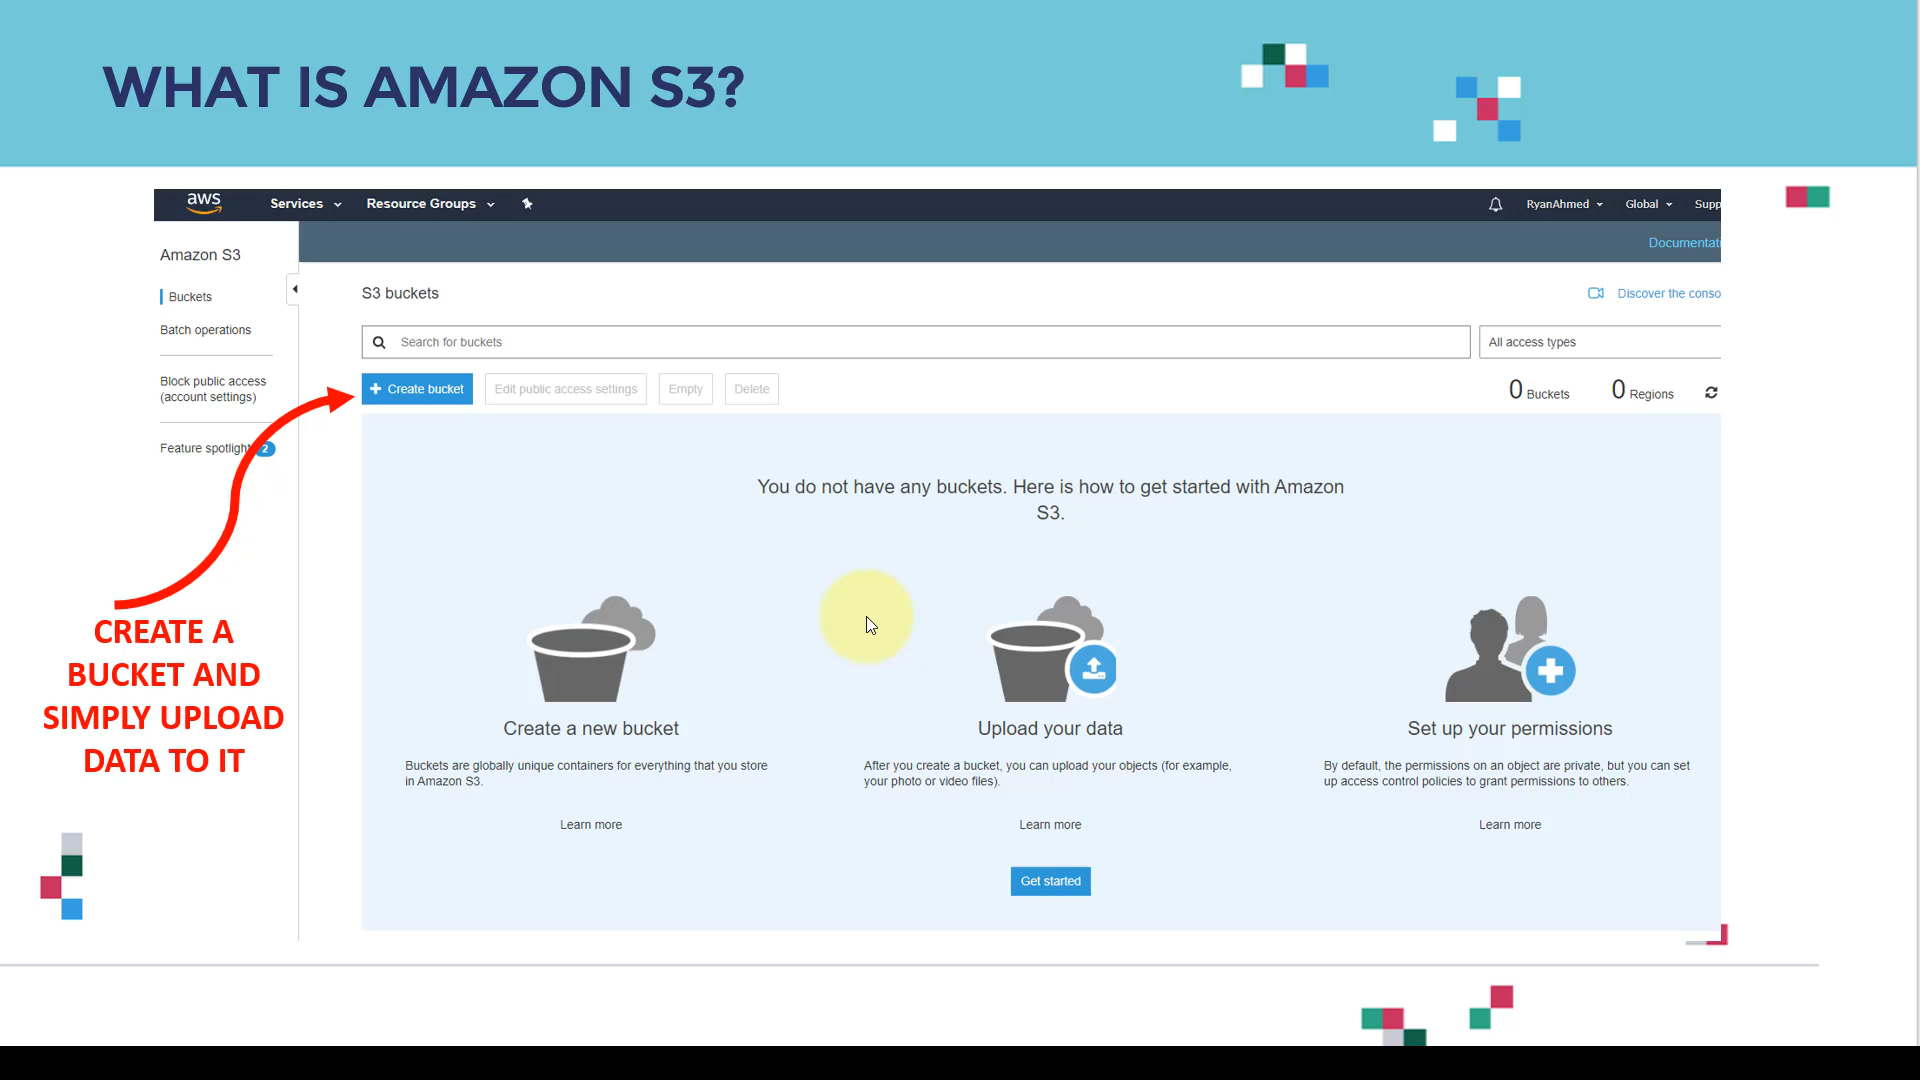 WHAT IS AMAZON S3?
aws
Services
Resource Groups
RyanAhmed
Global
Supp
Documentati
Amazon S3
Buckets
Batch operations
Block public access
(account settings)
Feature spotlight
2
S3 buckets
Discover the conso
Search for buckets
All access types
Create bucket
Edit public access settings
Empty
Delete
0 Buckets
0 Regions
You do not have any buckets. Here is how to get started with Amazon
S3.
CREATE A
BUCKET AND
SIMPLY UPLOAD
DATA TO IT
Create a new bucket
Buckets are globally unique containers for everything that you store
in Amazon S3.
Learn more
Upload your data
After you create a bucket, you can upload your objects (for example,
your photo or video files).
Learn more
Set up your permissions
By default, the permissions on an object are private, but you can set
up access control policies to grant permissions to others.
Learn more
Get started